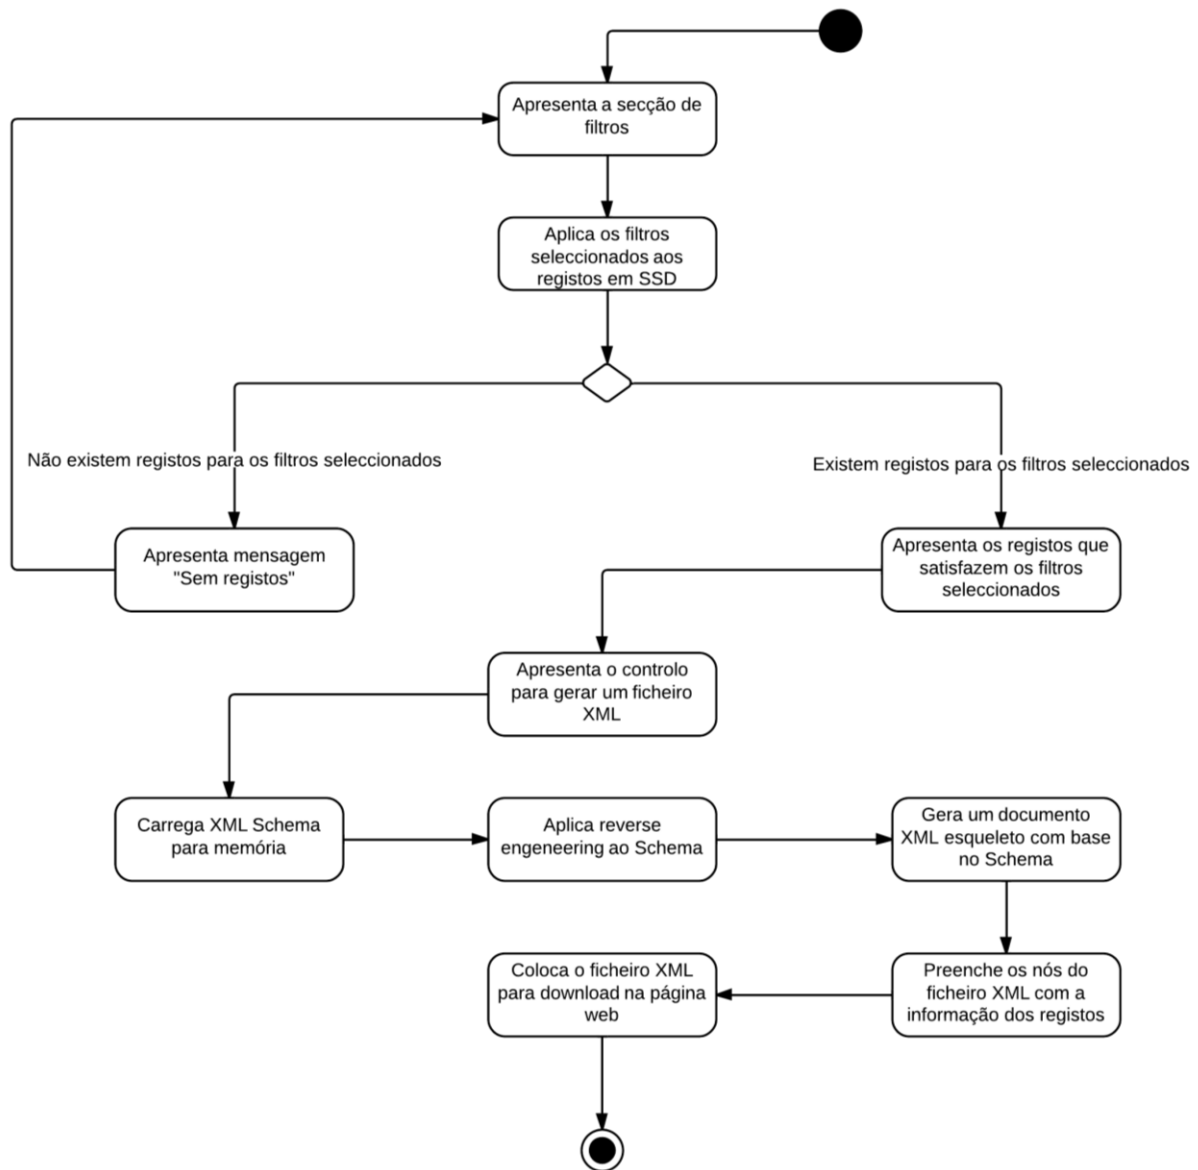 Apresenta a secção de
filtros
Aplica os filtros
seleccionados aos
registos em SSD
Não existem registos para os filtros seleccionados
Existem registos para os filtros seleccionados
Apresenta mensagem
"Sem registos"
Apresenta os registos que
satisfazem os filtros
seleccionados
Apresenta o controlo
para gerar um ficheiro
XML
Carrega XML Schema
para memória
Aplica reverse
engeneering ao Schema
Gera um documento
XML esqueleto com base
no Schema
Preenche os nós do
ficheiro XML com a
informação dos registos
Coloca o ficheiro XML
para download na página
web